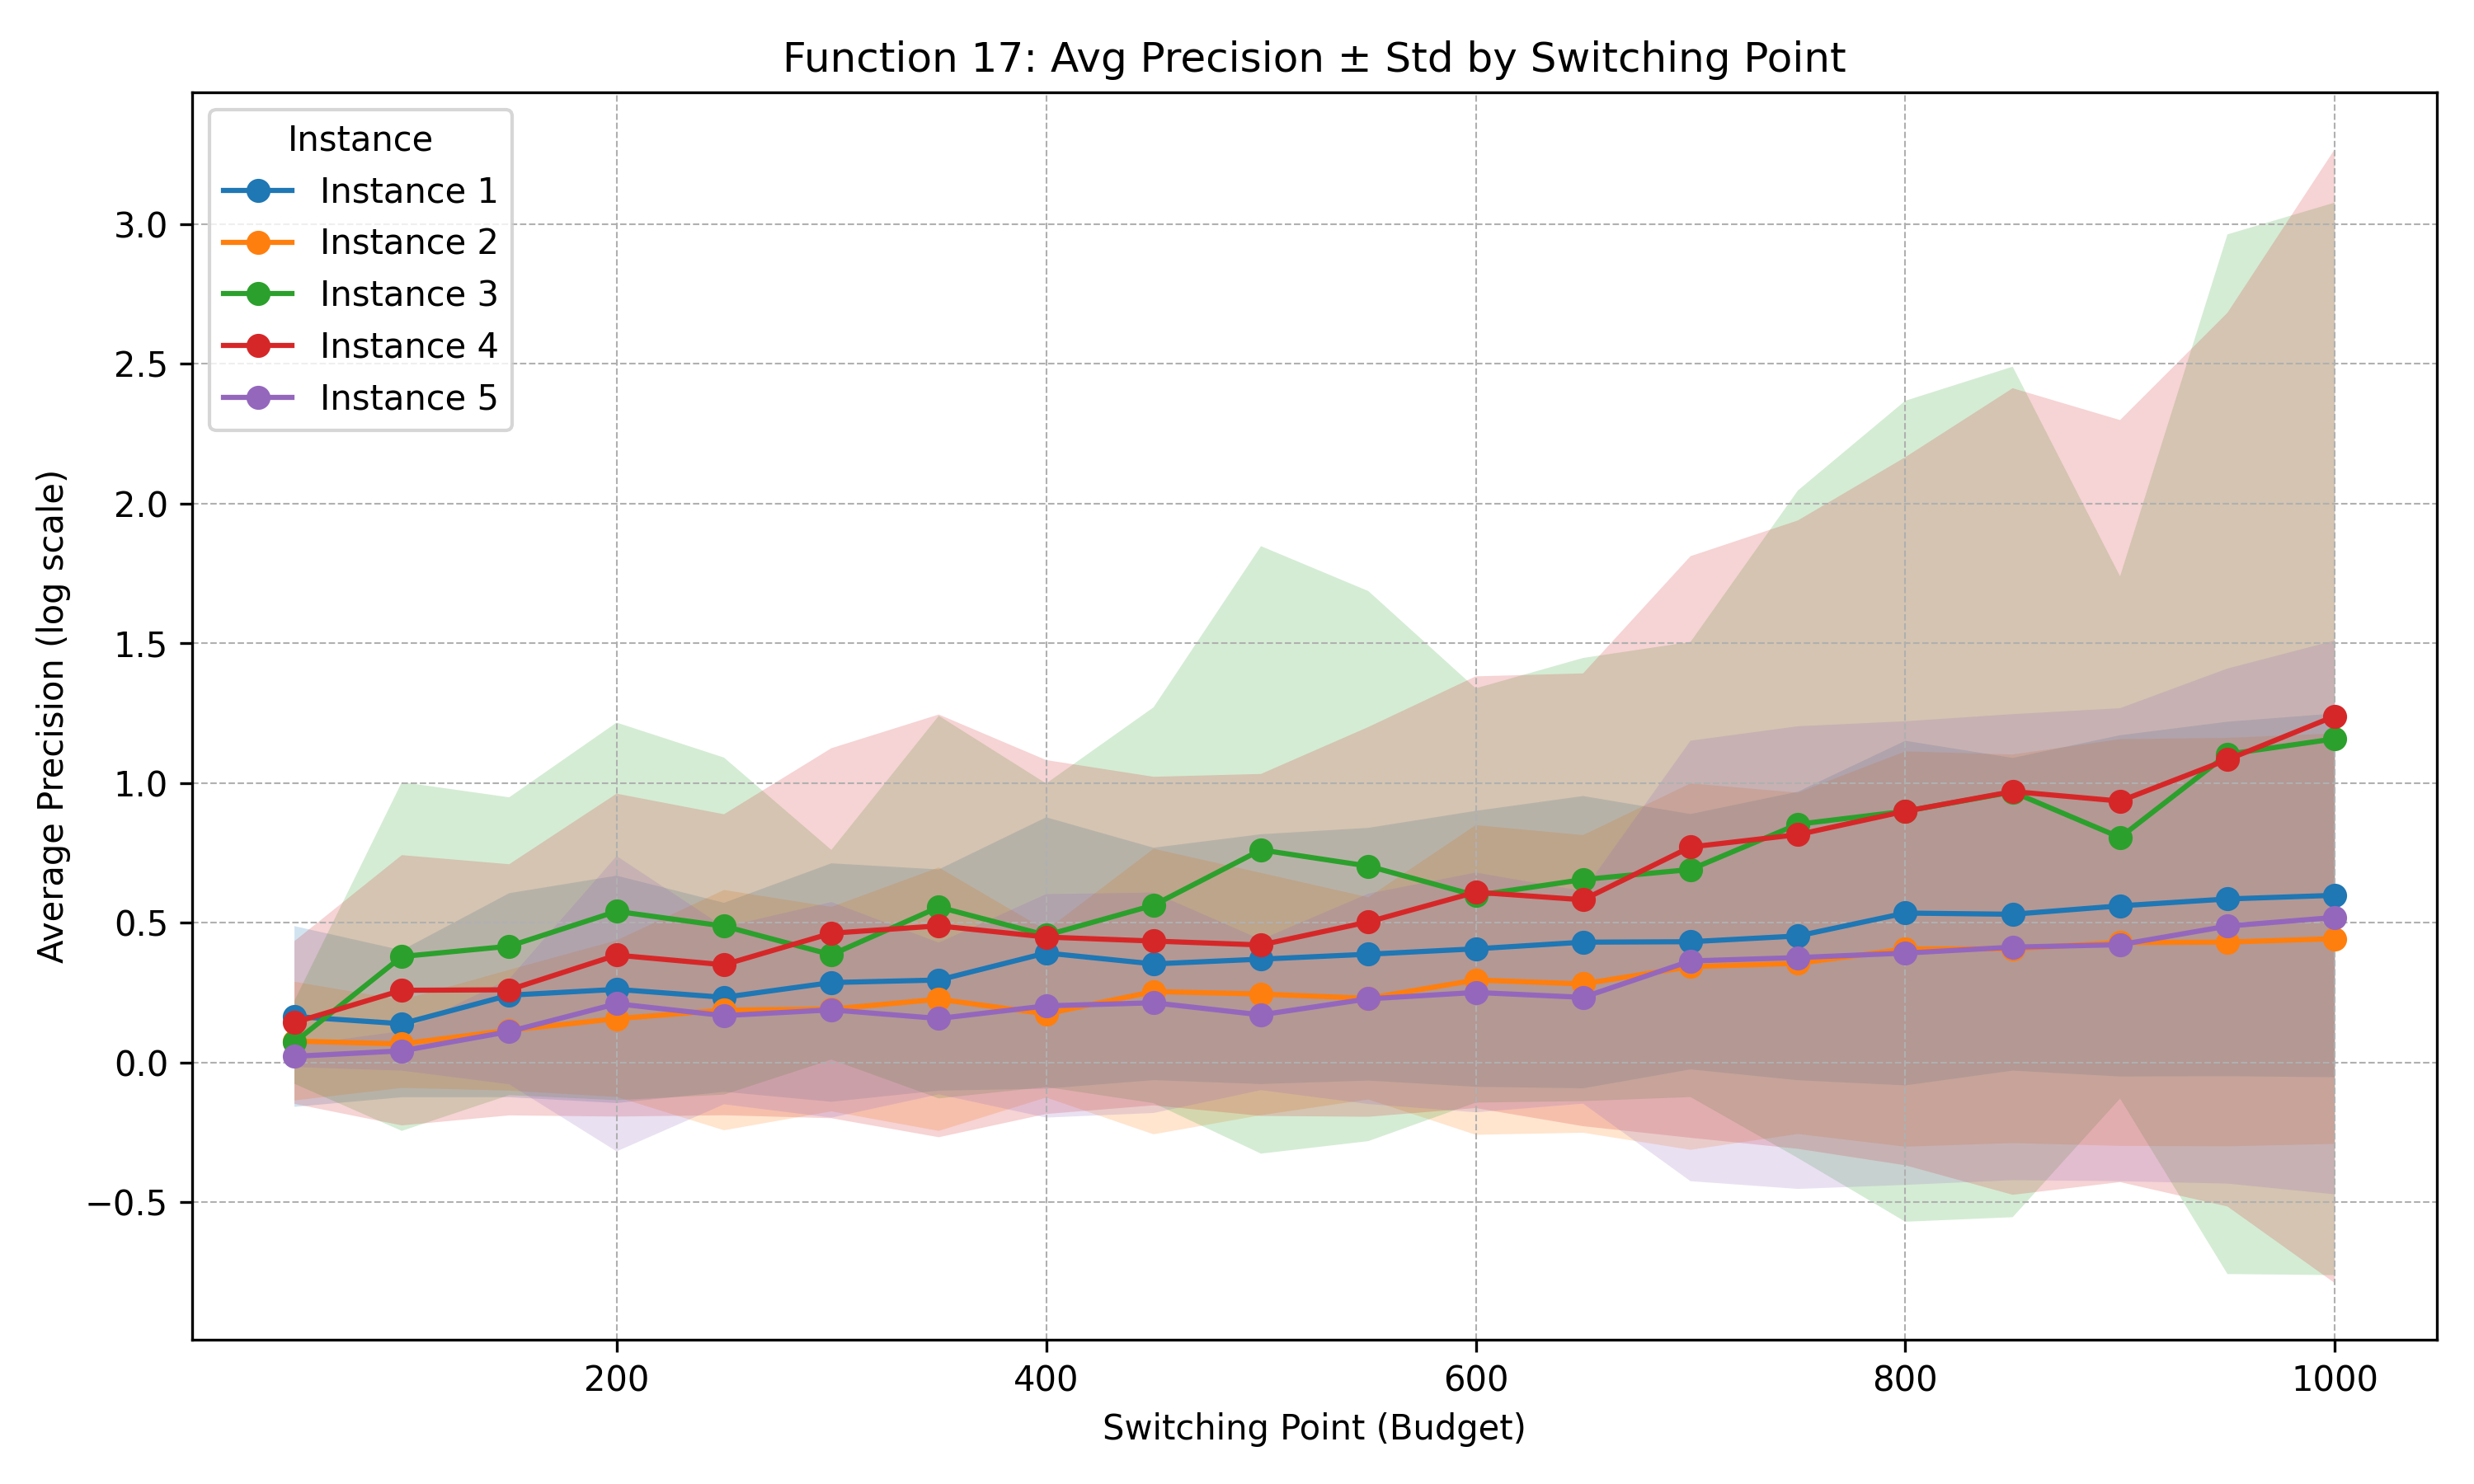 Function 17: Avg Precision ± Std by Switching Point
Instance
Instance 1
Instance 2
Instance 3
Instance 4
Instance 5
Average Precision (log scale)
3.0
2.5
2.0
1.5
1.0
0.5
0.0
−0.5
200
400
600
800
1000
Switching Point (Budget)